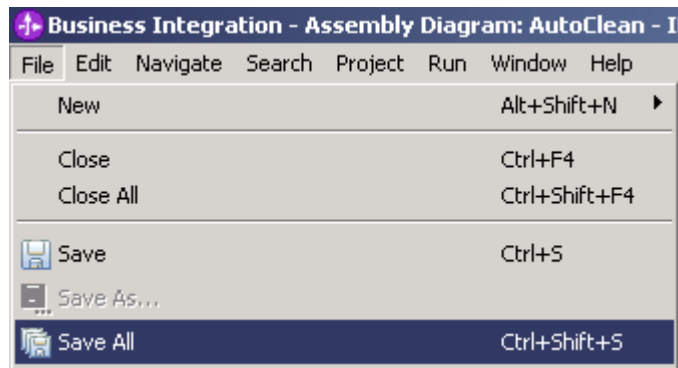 Business Integration - Assembly Diagram: AutoClean - I
File Edit Navigate Search Project Run Window Help
New Alt+Shift+N
Close Ctrl+F4
Close All Ctrl+Shift+F4
Save Ctrl+S
Save As...
Save All Ctrl+Shift+S